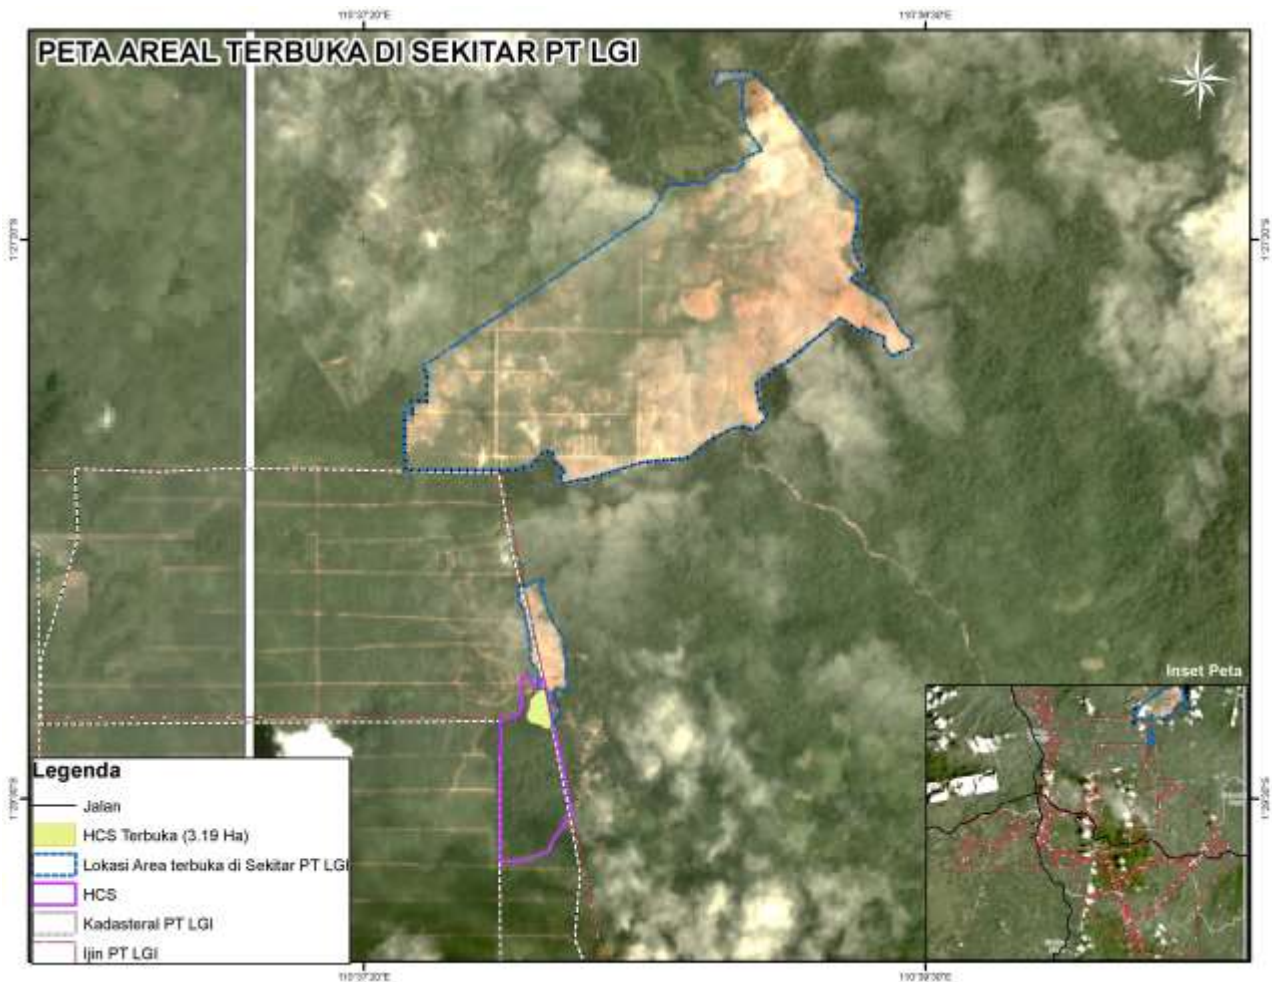 PETA AREAL TERBUKA DI SEKITAR PT LGI
Inset Peta
Legenda
Jalan
HCS Terbuka (3.19 Ha)
Lokasi Area terbuka di Sekitar PT LGI
HCS
Kadasteral PT LGI
Ijin PT LGI